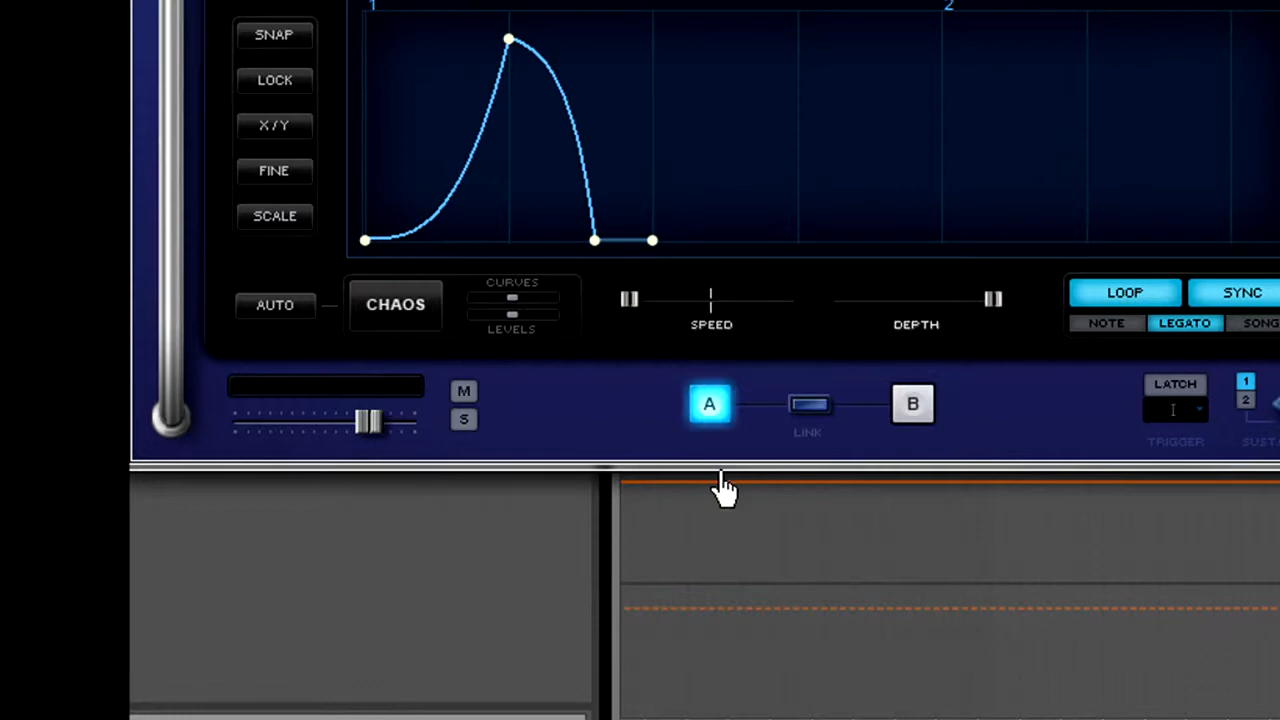 1 2
SNAP
LOCK
X/Y
FINE
SCALE
AUTO CHAOS CURVES
LEVELS
SPEED DEPTH
LOOP SYNC
NOTE LEGATO SONG
M
S
A LINK B
LATCH
TRIGGER
1
2
SUSTA